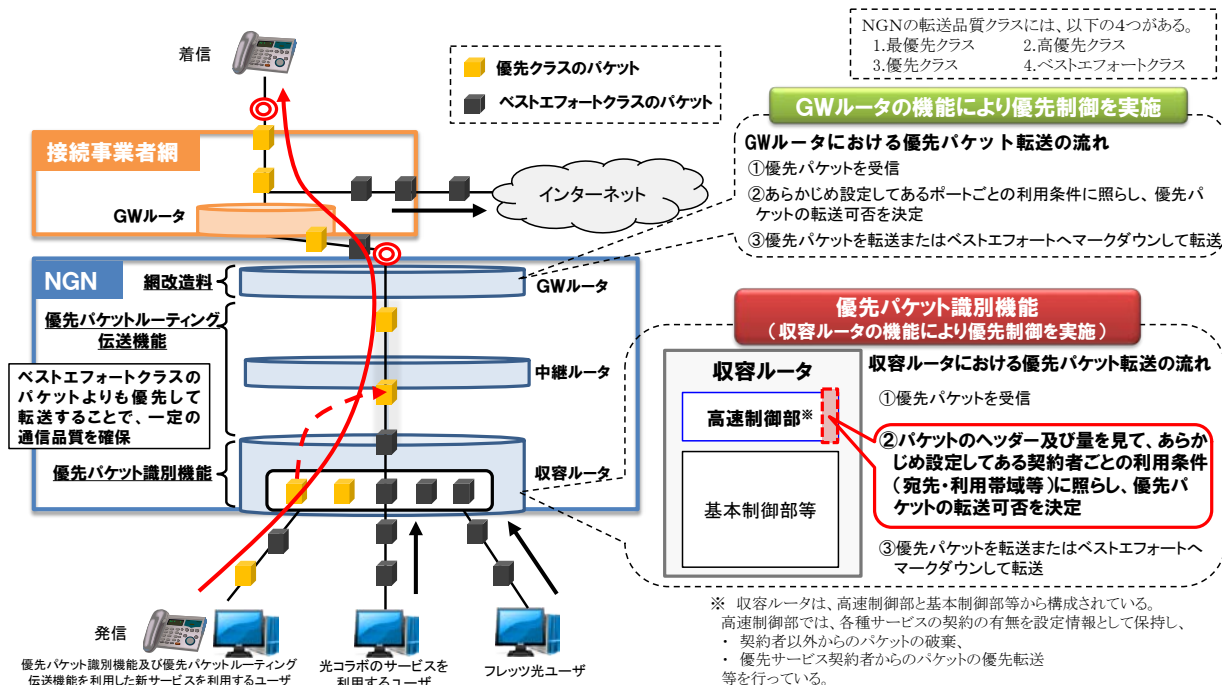 着信
優先クラスのパケット
ベストエフォートクラスのパケット
NGNの転送品質クラスには、以下の4つがある。
1.最優先クラス 2.高優先クラス
3.優先クラス 4.ベストエフォートクラス
接続事業者網
GWルータ
インターネット
GWルータの機能により優先制御を実施
GWルータにおける優先パケット転送の流れ
①優先パケットを受信
②あらかじめ設定してあるポートごとの利用条件に照らし、優先パ
ケットの転送可否を決定
③優先パケットを転送またはベストエフォートへマークダウンして転送
NGN
網改造料
GWルータ
優先パケットルーティング
伝送機能
中継ルータ
ベストエフォートクラスの
パケットよりも優先して
転送することで、一定の
通信品質を確保
優先パケット識別機能
収容ルータ
優先パケット識別機能
(収容ルータの機能により優先制御を実施)
収容ルータ
高速制御部※
基本制御部等
収容ルータにおける優先パケット転送の流れ
①優先パケットを受信
②パケットのヘッダー及び量を見て、あらか
じめ設定してある契約者ごとの利用条件
(宛先・利用帯域等)に照らし、優先パ
ケットの転送可否を決定
③優先パケットを転送またはベストエフォートへ
マークダウンして転送
発信
優先パケット識別機能及び優先パケットルーティング
伝送機能を利用した新サービスを利用するユーザ
光コラボのサービスを
利用するユーザ
フレッツ光ユーザ
※ 収容ルータは、高速制御部と基本制御部等から構成されている。
高速制御部では、各種サービスの契約の有無を設定情報として保持し、
・ 契約者以外からのパケットの破棄、
・ 優先サービス契約者からのパケットの優先転送
等を行っている。